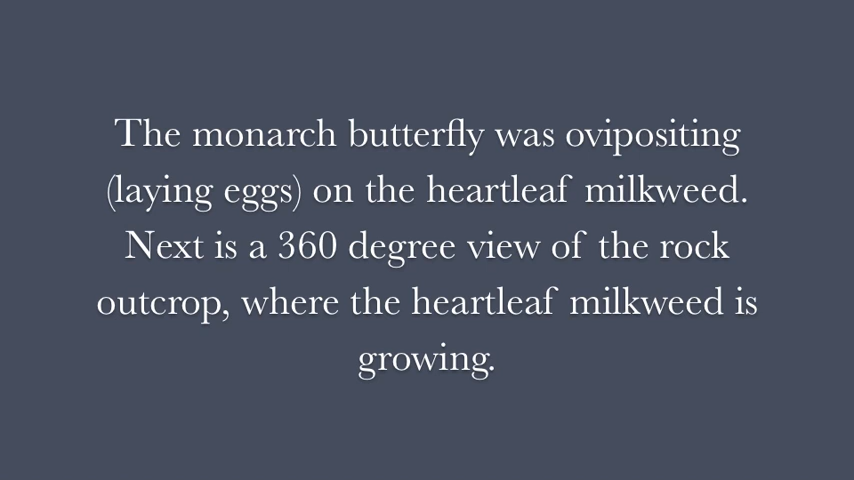 The monarch butterfly was ovipositing
(laying eggs) on the heartleaf milkweed.
Next is a 360 degree view of the rock
outcrop, where the heartleaf milkweed is
growing.